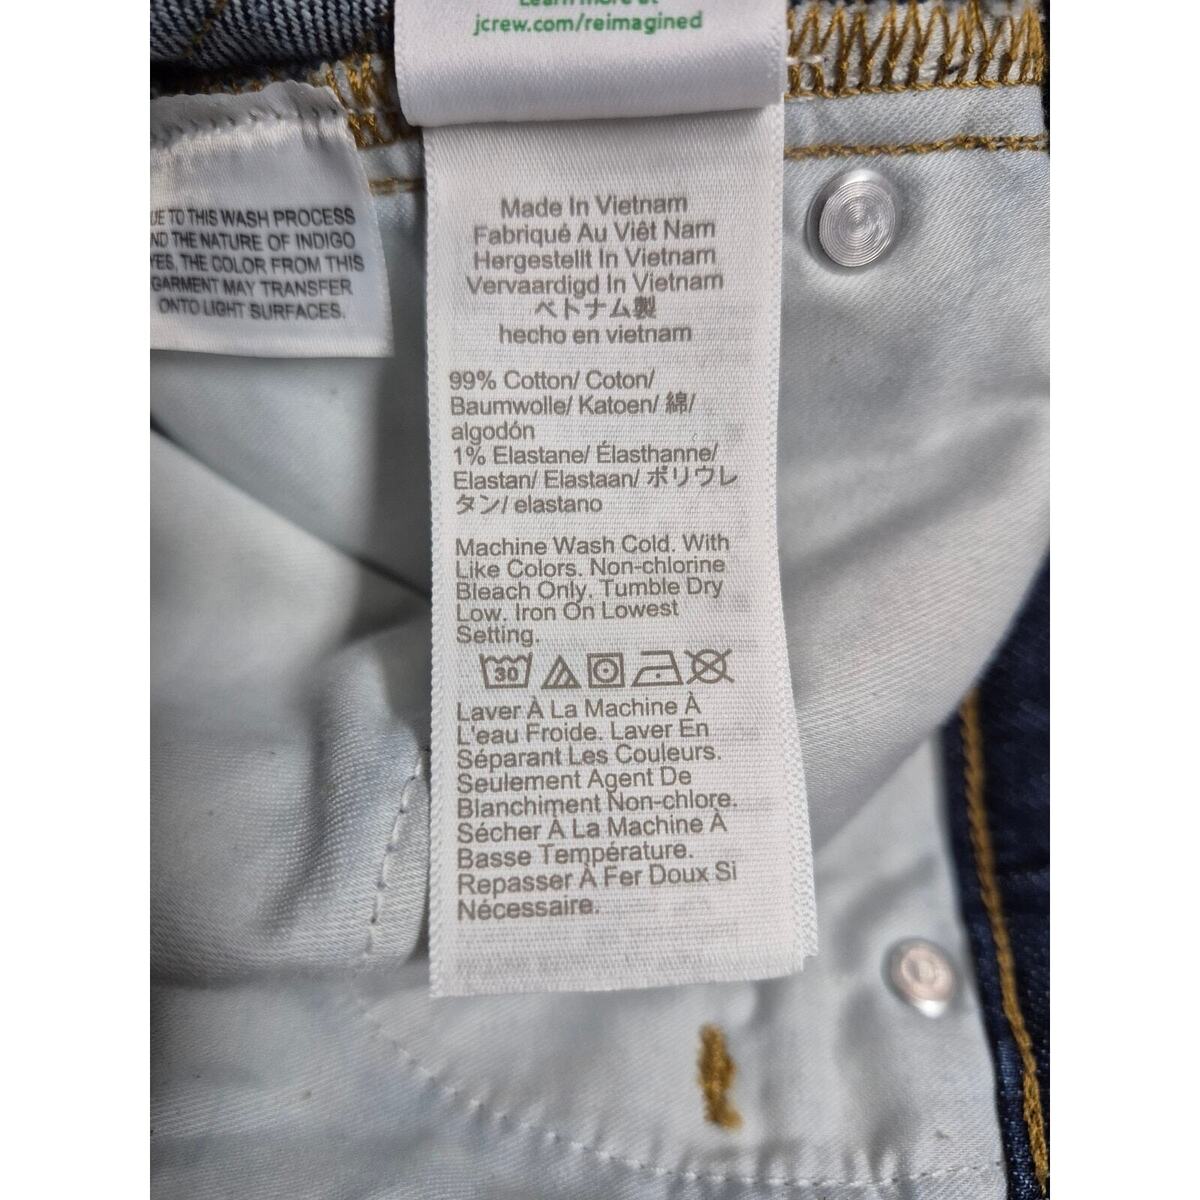 Learn more at
jcrew.com/reimagined
TO THIS WASH PROCESS
THE NATURE OF INDIGO
THE COLOR FROM THIS
GARMENT MAY TRANSFER
ONTO LIGHT SURFACES.
Made In Vietnam
Fabriqué Au Viêt Nam
Hergestellt In Vietnam
Vervaardigd In Vietnam
ベトナム製
hecho en vietnam
99% Cotton/ Coton/
Baumwolle/ Katoen/ 綿/
algodón
1% Elastane/ Élasthanne/
Elastan/ Elastaan/ ポリウレ
タン/ elastano
Machine Wash Cold. With
Like Colors. Non-chlorine
Bleach Only. Tumble Dry
Low. Iron On Lowest
Setting.
30
Laver À La Machine À
L'eau Froide. Laver En
Séparant Les Couleurs.
Seulement Agent De
Blanchiment Non-chlore.
Sécher À La Machine À
Basse Température.
Repasser À Fer Doux Si
Nécessaire.